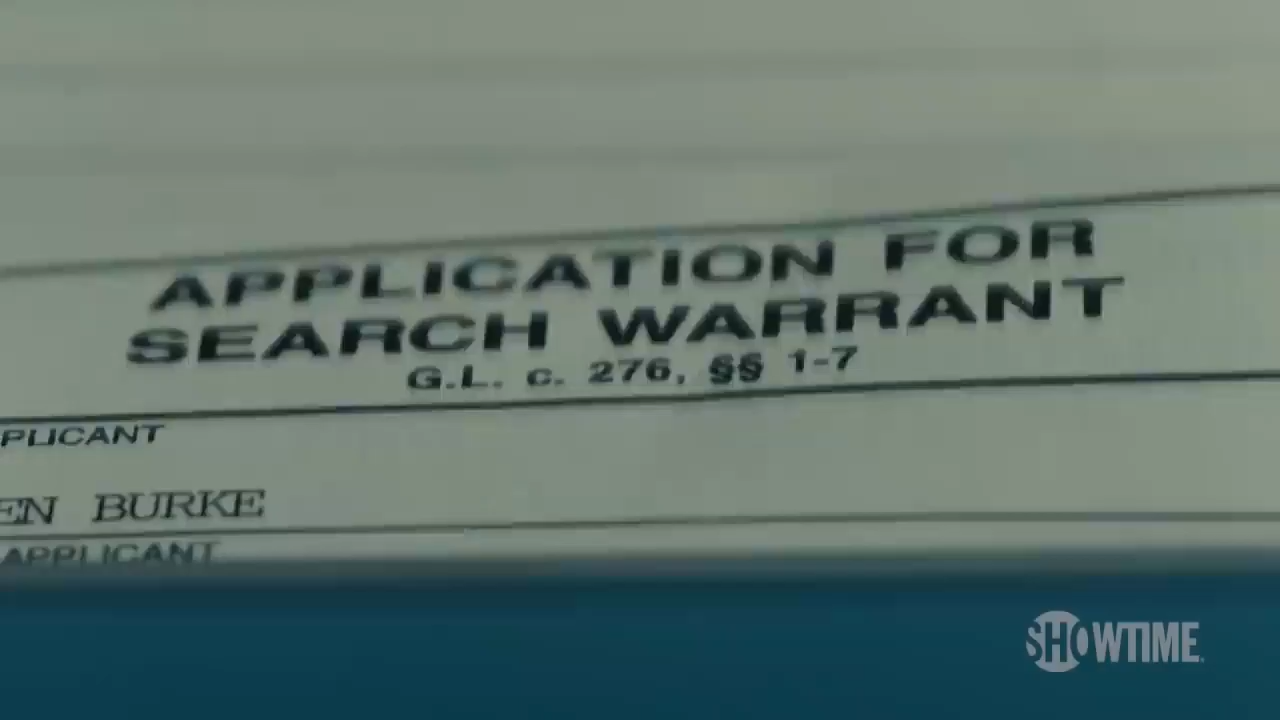 APPLICATION FOR
SEARCH WARRANT
G.L. c. 276, §§ 1-7
PLICANT
EN BURKE
APPLICANT
SHOWTIME